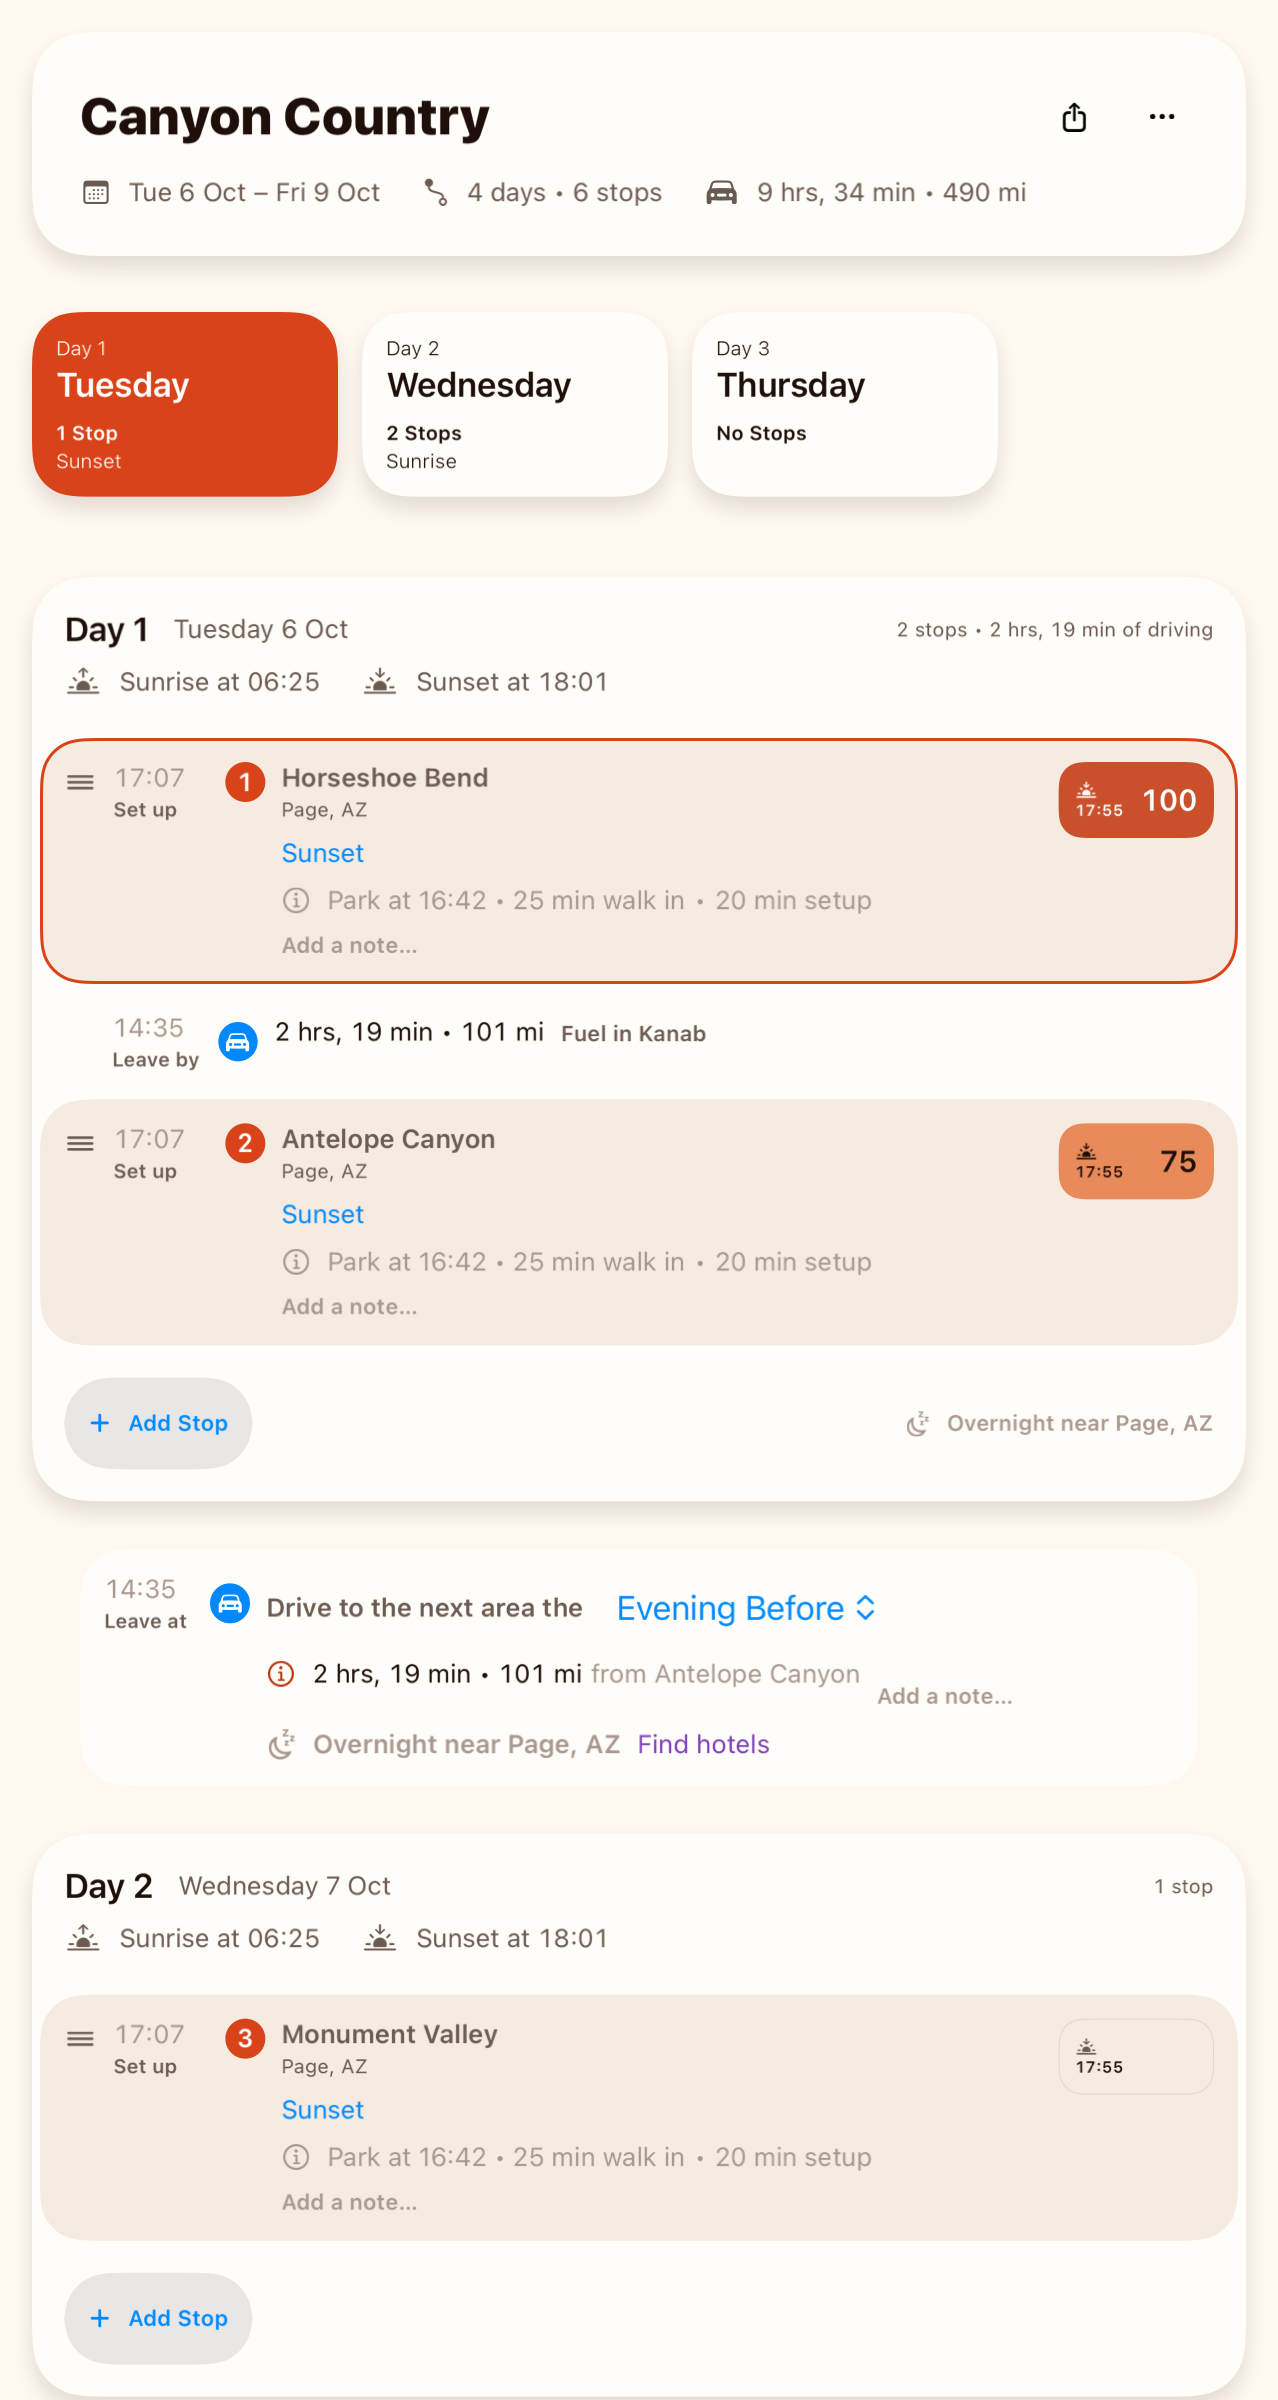 Canyon Country
Tue 6 Oct – Fri 9 Oct 4 days • 6 stops 9 hrs, 34 min • 490 mi
Day 1
Tuesday
1 Stop
Sunset
Day 2
Wednesday
2 Stops
Sunrise
Day 3
Thursday
No Stops
Day 1 Tuesday 6 Oct 2 stops • 2 hrs, 19 min of driving
Sunrise at 06:25 Sunset at 18:01
17:07 1 Horseshoe Bend 17:55 100
Set up Page, AZ
Sunset
Park at 16:42 • 25 min walk in • 20 min setup
Add a note...
14:35 2 hrs, 19 min • 101 mi Fuel in Kanab
Leave by
17:07 2 Antelope Canyon 17:55 75
Set up Page, AZ
Sunset
Park at 16:42 • 25 min walk in • 20 min setup
Add a note...
+ Add Stop Overnight near Page, AZ
14:35 Drive to the next area the Evening Before
Leave at
2 hrs, 19 min • 101 mi from Antelope Canyon Add a note...
Overnight near Page, AZ Find hotels
Day 2 Wednesday 7 Oct 1 stop
Sunrise at 06:25 Sunset at 18:01
17:07 3 Monument Valley 17:55
Set up Page, AZ
Sunset
Park at 16:42 • 25 min walk in • 20 min setup
Add a note...
+ Add Stop